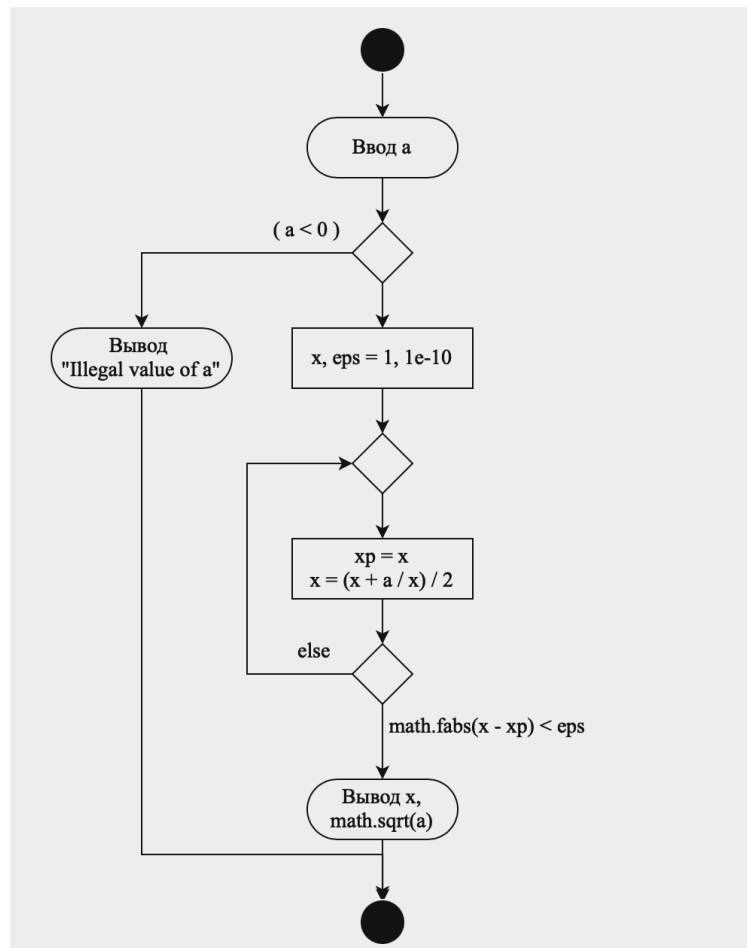 Ввод a
( a < 0 )
Вывод
"Illegal value of a"
x, eps = 1, 1e-10
xp = x
x = (x + a / x) / 2
else
math.fabs(x - xp) < eps
Вывод x,
math.sqrt(a)